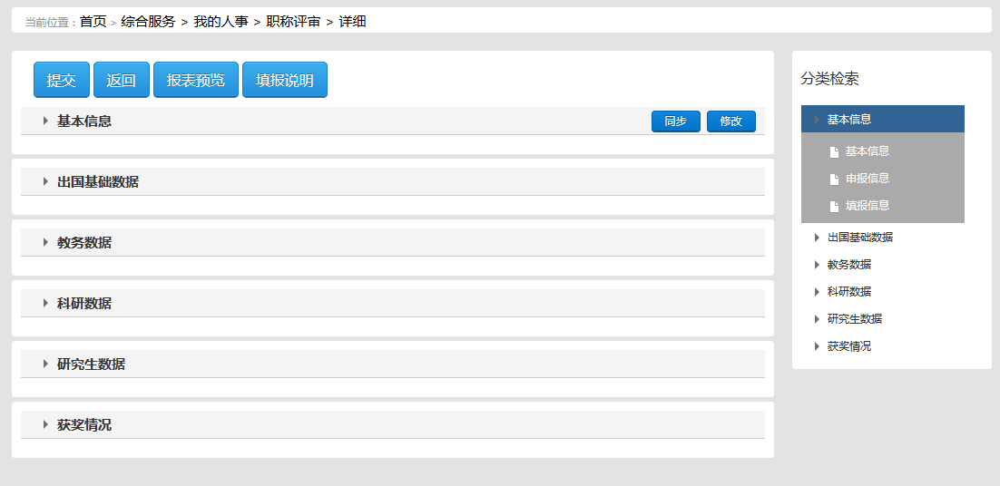 当前位置：首页 > 综合服务 > 我的人事 > 职称评审 > 详细
提交 返回 报表预览 填报说明
基本信息 同步 修改
出国基础数据
教务数据
科研数据
研究生数据
获奖情况
分类检索
基本信息
基本信息
申报信息
填报信息
出国基础数据
教务数据
科研数据
研究生数据
获奖情况